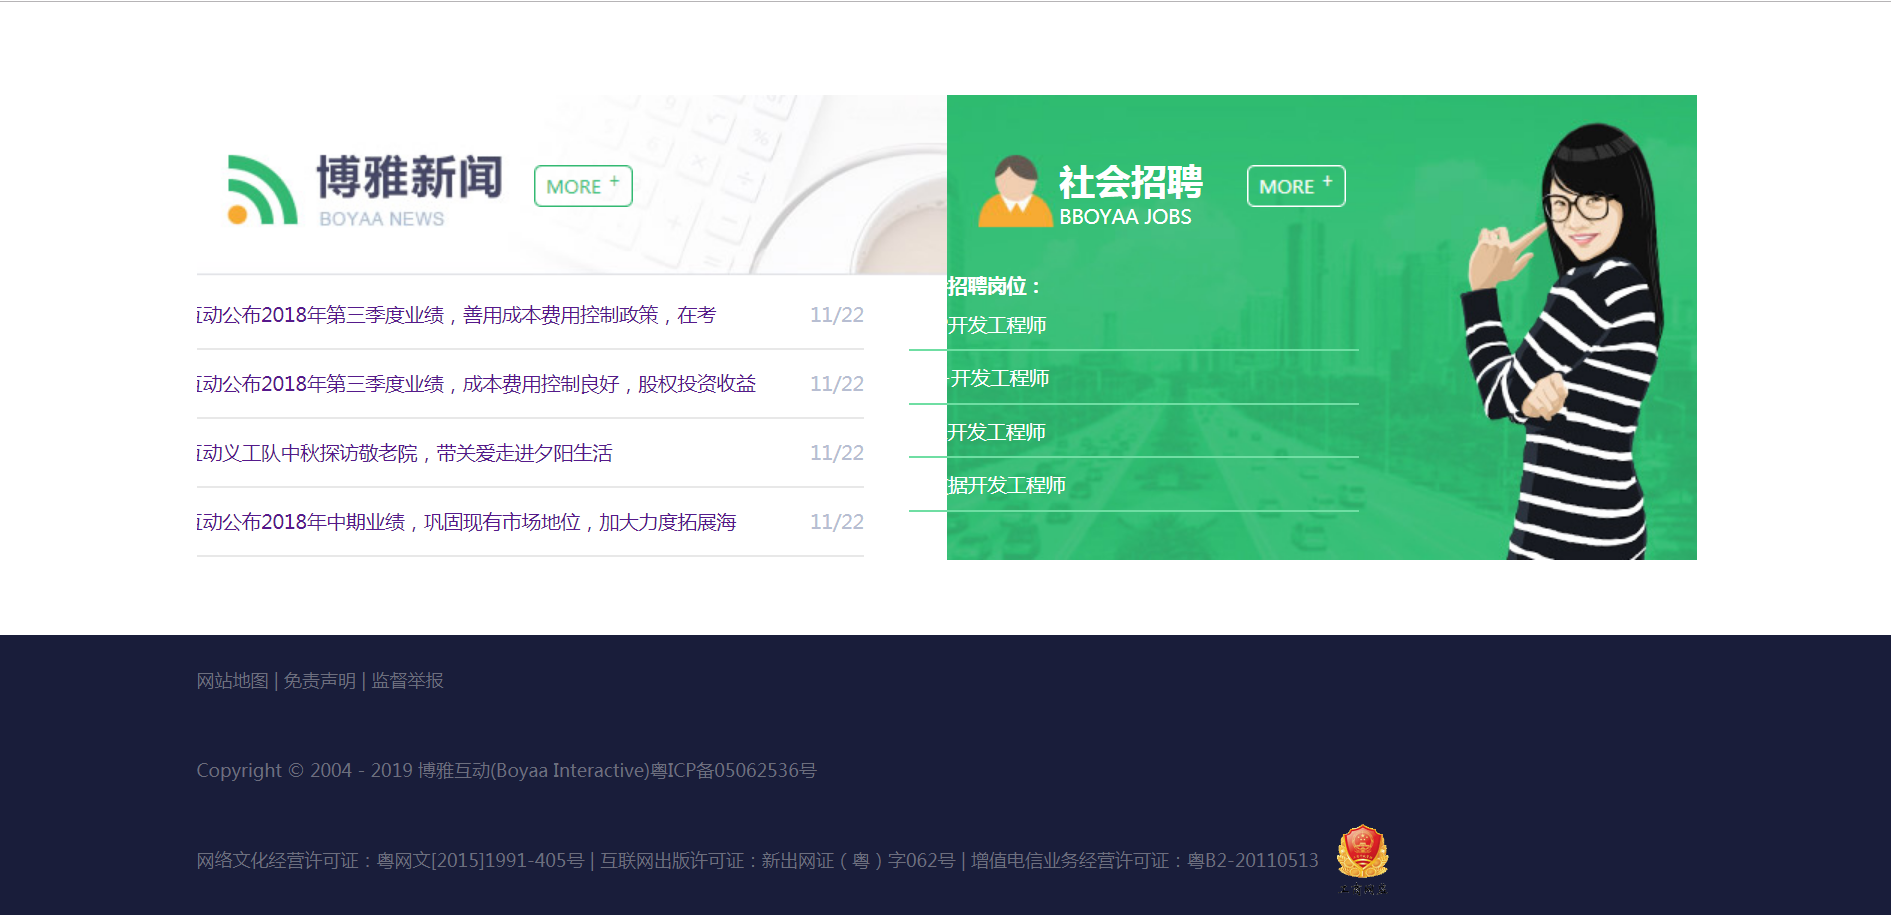 博雅新闻
BOYAA NEWS
MORE +
动公布2018年第三季度业绩，善用成本费用控制政策，在考 11/22
动公布2018年第三季度业绩，成本费用控制良好，股权投资收益 11/22
动义工队中秋探访敬老院，带关爱走进夕阳生活 11/22
动公布2018年中期业绩，巩固现有市场地位，加大力度拓展海 11/22
社会招聘
BBOYAA JOBS
MORE +
招聘岗位：
开发工程师
开发工程师
开发工程师
据开发工程师
网站地图 | 免责声明 | 监督举报
Copyright © 2004 - 2019 博雅互动(Boyaa Interactive)粤ICP备05062536号
网络文化经营许可证：粤网文[2015]1991-405号 | 互联网出版许可证：新出网证（粤）字062号 | 增值电信业务经营许可证：粤B2-20110513